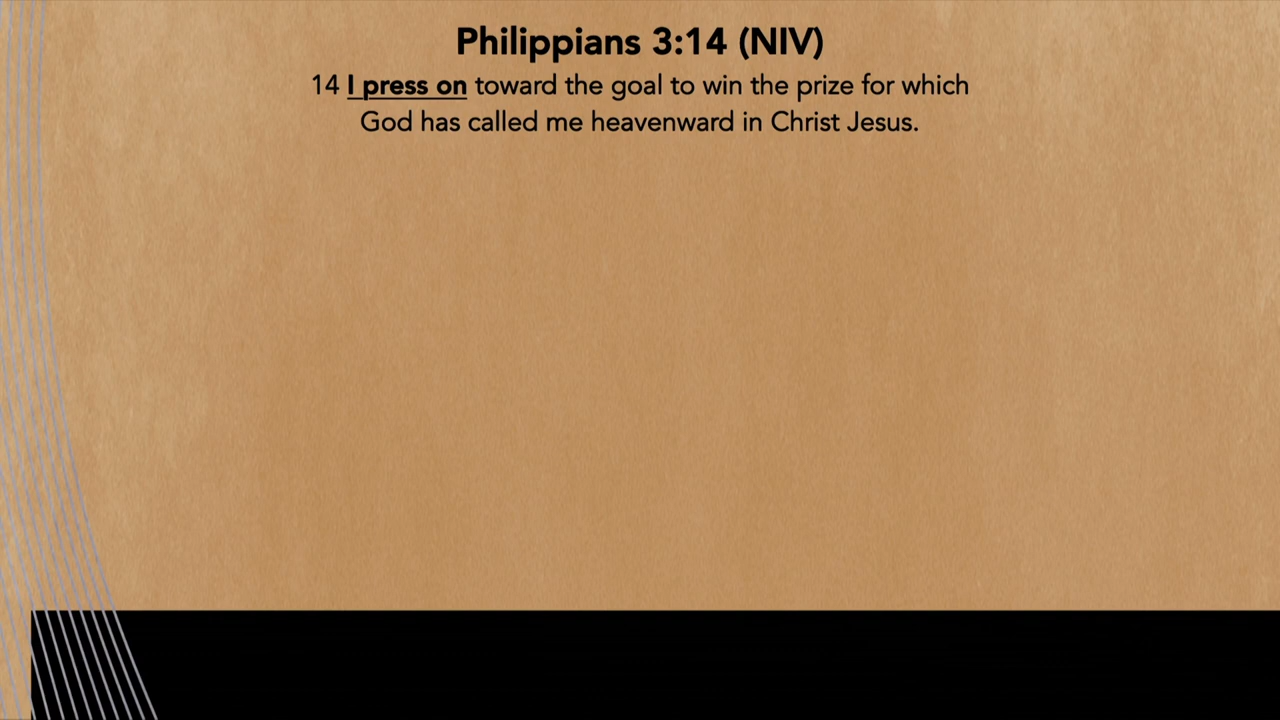 Philippians 3:14 (NIV)
14 I press on toward the goal to win the prize for which
God has called me heavenward in Christ Jesus.